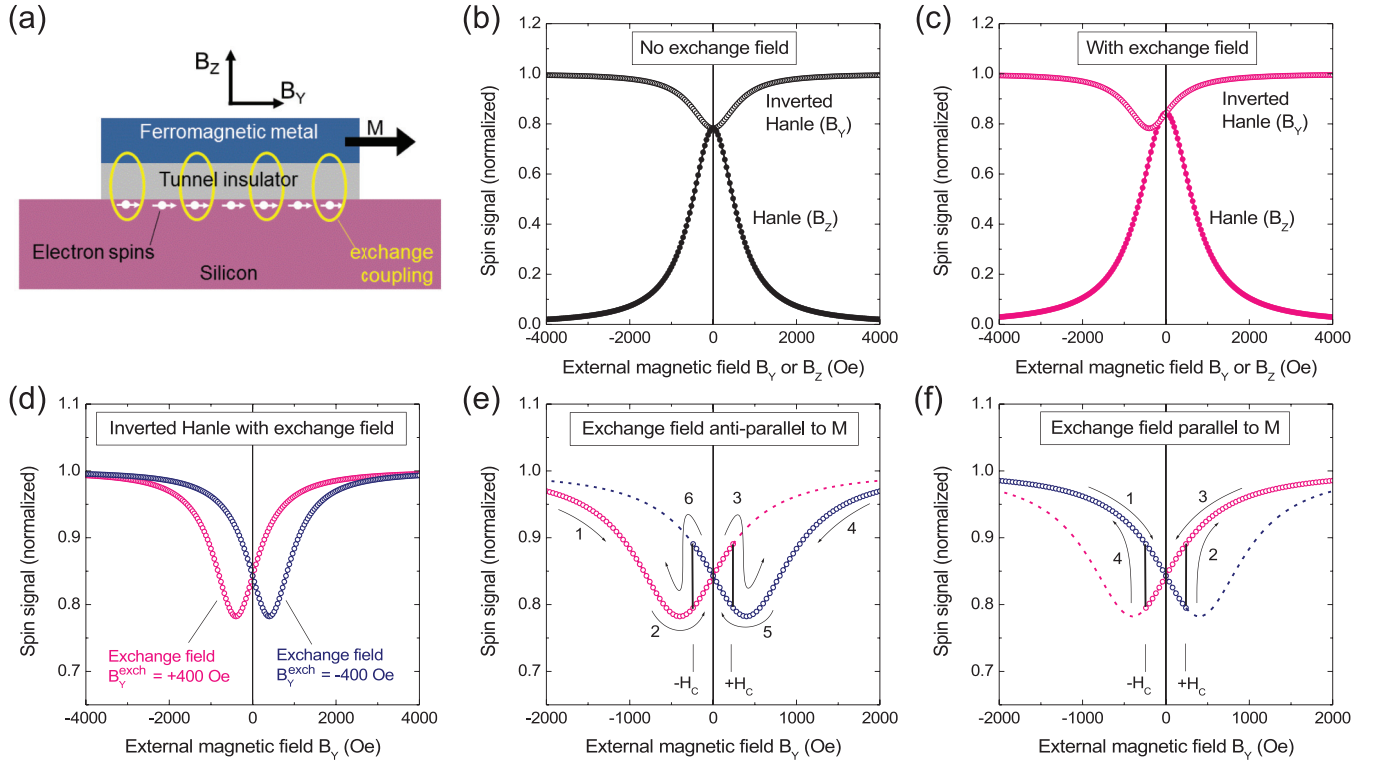 (a)
B_Z
B_Y
Ferromagnetic metal
M
Tunnel insulator
Electron spins
exchange
coupling
Silicon
(b)
1.2
1.0
0.8
0.6
0.4
0.2
0.0
Spin signal (normalized)
No exchange field
Inverted
Hanle (B_Y)
Hanle (B_Z)
-4000
-2000
0
2000
4000
External magnetic field B_Y or B_Z (Oe)
(c)
1.2
1.0
0.8
0.6
0.4
0.2
0.0
Spin signal (normalized)
With exchange field
Inverted
Hanle (B_Y)
Hanle (B_Z)
-4000
-2000
0
2000
4000
External magnetic field B_Y or B_Z (Oe)
(d)
1.1
1.0
0.9
0.8
0.7
Spin signal (normalized)
Inverted Hanle with exchange field
Exchange field
B_Y^exch = +400 Oe
Exchange field
B_Y^exch = -400 Oe
-4000
-2000
0
2000
4000
External magnetic field B_Y (Oe)
(e)
1.1
1.0
0.9
0.8
0.7
Spin signal (normalized)
Exchange field anti-parallel to M
6
3
1
4
2
5
-H_C
+H_C
-2000
-1000
0
1000
2000
External magnetic field B_Y (Oe)
(f)
1.1
1.0
0.9
0.8
0.7
Spin signal (normalized)
Exchange field parallel to M
1
3
4
2
-H_C
+H_C
-2000
-1000
0
1000
2000
External magnetic field B_Y (Oe)